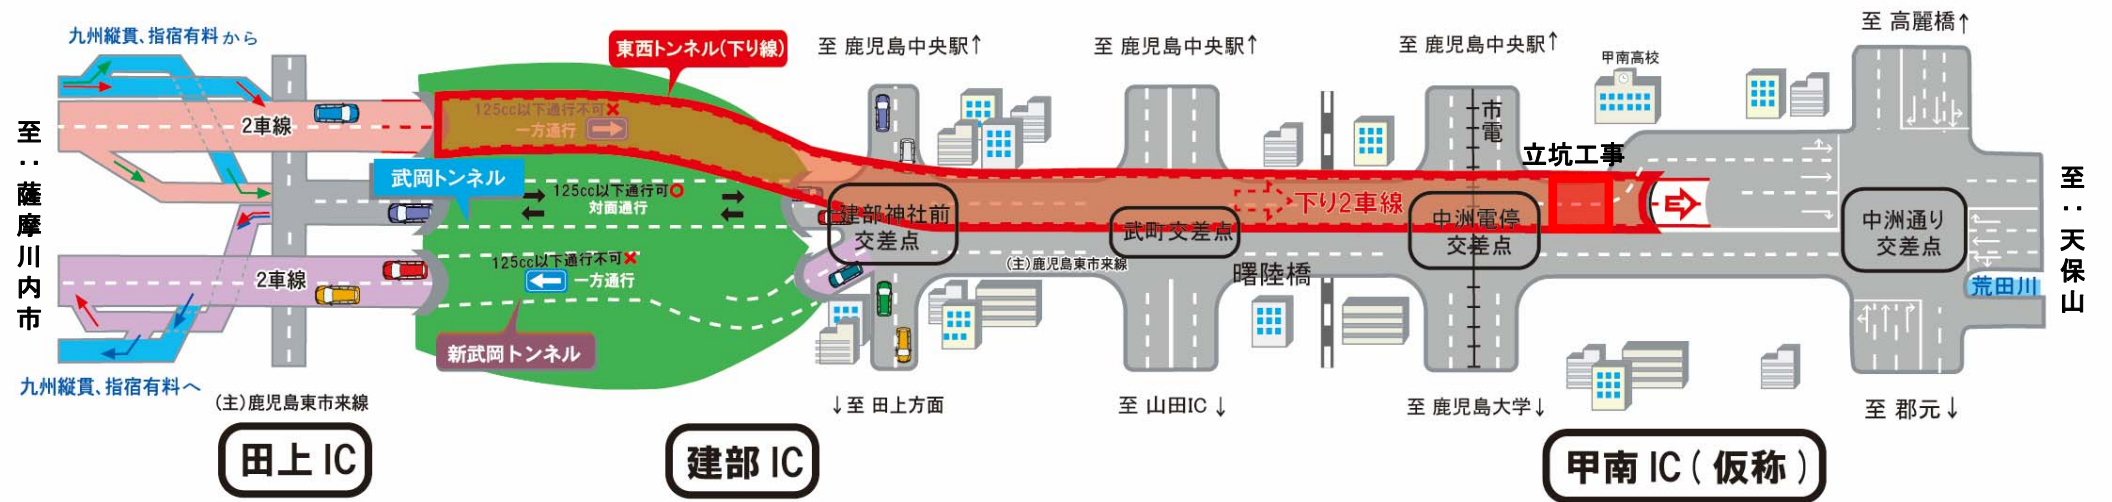 九州縦貫、指宿有料から
至：薩摩川内市
2車線
2車線
九州縦貫、指宿有料へ
(主)鹿児島東市来線
田上IC
東西トンネル(下り線)
125cc以下通行不可✖
一方通行
武岡トンネル
125cc以下通行可○
対面通行
125cc以下通行不可✖
一方通行
新武岡トンネル
建部IC
至 鹿児島中央駅↑
建部神社前
交差点
↓至 田上方面
至 鹿児島中央駅↑
武町交差点
(主)鹿児島東市来線
至 山田IC ↓
曙陸橋
下り2車線
至 鹿児島中央駅↑
市電
中洲電停
交差点
至 鹿児島大学↓
甲南高校
立坑工事
甲南IC(仮称)
至 高麗橋↑
中洲通り
交差点
至 郡元↓
荒田川
至：天保山